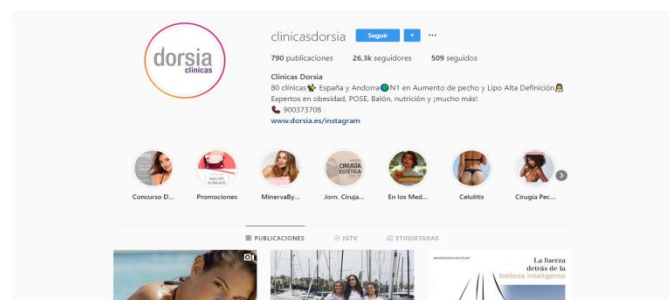 dorsia
clínicas
clinicasdorsia Seguir
790 publicaciones 26,3k seguidores 509 seguidos
Clínicas Dorsia
80 clínicas España y Andorra N1 en Aumento de pecho y Lipo Alta Definición
Expertos en obesidad, POSE, Balón, nutrición y ¡mucho más!
900373708
www.dorsia.es/instagram
CIRUGÍA
ESTÉTICA
Concurso D... Promociones MinervaBy... Jorn. Ciruja... En los Med... Celulitis Cirugía Pec...
PUBLICACIONES IGTV ETIQUETADAS
La fuerza
detrás de la
belleza inteligente